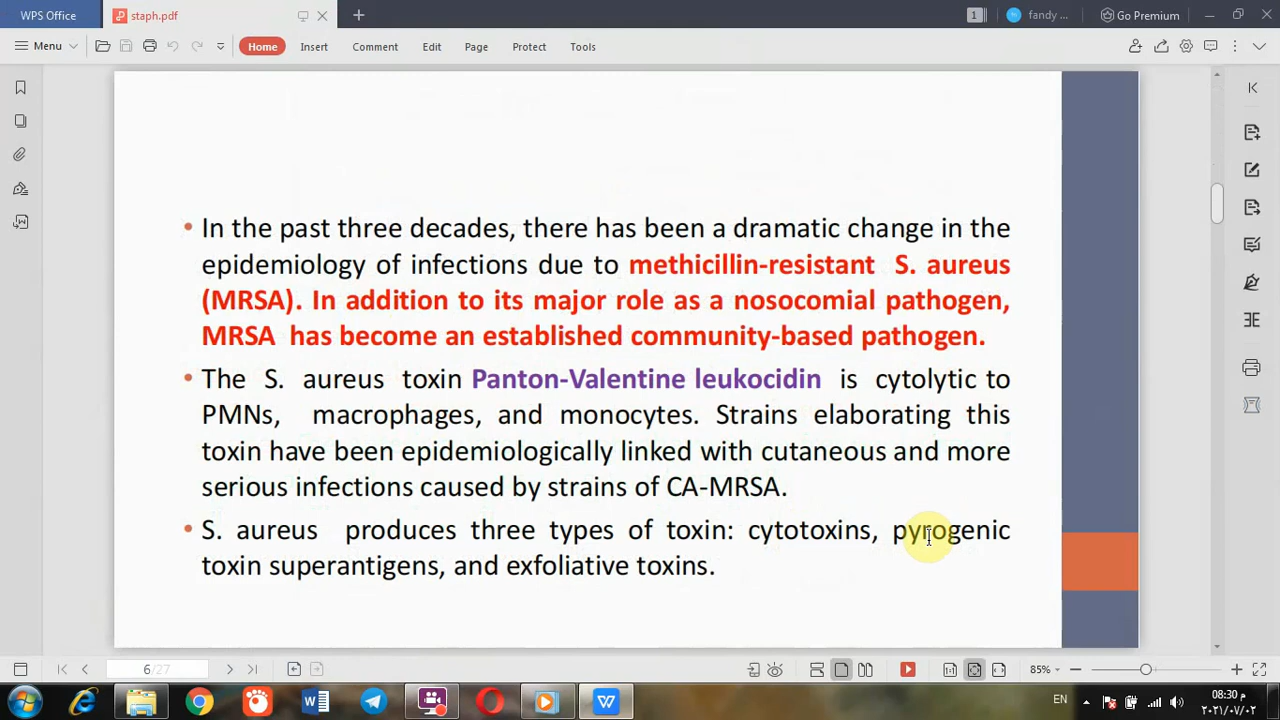 WPS Office
staph.pdf
1
fandy ...
Go Premium
Menu
Home
Insert
Comment
Edit
Page
Protect
Tools
• In the past three decades, there has been a dramatic change in the
epidemiology of infections due to methicillin-resistant S. aureus
(MRSA). In addition to its major role as a nosocomial pathogen,
MRSA has become an established community-based pathogen.
• The S. aureus toxin Panton-Valentine leukocidin is cytolytic to
PMNs, macrophages, and monocytes. Strains elaborating this
toxin have been epidemiologically linked with cutaneous and more
serious infections caused by strains of CA-MRSA.
• S. aureus produces three types of toxin: cytotoxins, pyrogenic
toxin superantigens, and exfoliative toxins.
6/27
85%
EN
08:30 م
٢٠٢١/٠٧/٠٢